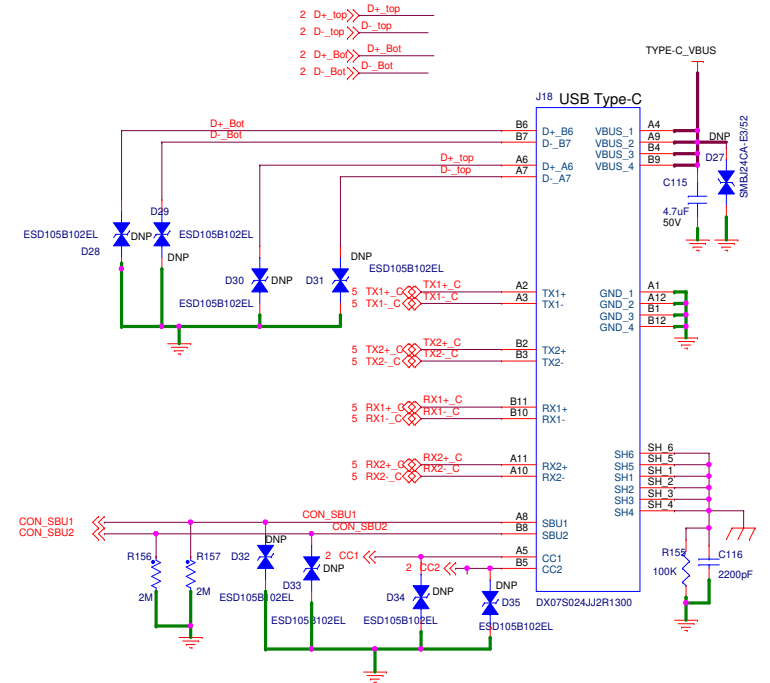 2 D+_top D+_top
2 D-_top D-_top
2 D+_Bot D+_Bot
2 D-_Bot D-_Bot
TYPE-C_VBUS
J18 USB Type-C
D+_Bot B6 D+_B6 VBUS_1 A4
D-_Bot B7 D-_B7 VBUS_2 A9 DNP
VBUS_3 B4 D27
D+_top A6 D+_A6 VBUS_4 B9
D-_top A7 D-_A7
SMBJ24CA-E3/52
C115
4.7uF
50V
D29
ESD105B102EL DNP ESD105B102EL
D28 DNP
D30 DNP D31 DNP
ESD105B102EL
ESD105B102EL
5 TX1+_C TX1+_C A2 TX1+ GND_1 A1
5 TX1-_C TX1-_C A3 TX1- GND_2 A12
GND_3 B1
GND_4 B12
5 TX2+_C TX2+_C B2 TX2+
5 TX2-_C TX2-_C B3 TX2-
5 RX1+_C RX1+_C B11 RX1+
5 RX1-_C RX1-_C B10 RX1-
5 RX2+_C RX2+_C A11 RX2+
5 RX2-_C RX2-_C A10 RX2-
SH6 SH_6
SH5 SH_5
SH1 SH_1
SH2 SH_2
SH3 SH_3
SH4 SH_4
CON_SBU1 CON_SBU1 A8 SBU1
CON_SBU2 CON_SBU2 B8 SBU2
2 CC1 A5 CC1
2 CC2 B5 CC2
R156 R157 D32 DNP
2M 2M D33 DNP
ESD105B102EL
D34 DNP D35 DNP
ESD105B102EL ESD105B102EL ESD105B102EL
DX07S024JJ2R1300
R155 C116
100K 2200pF